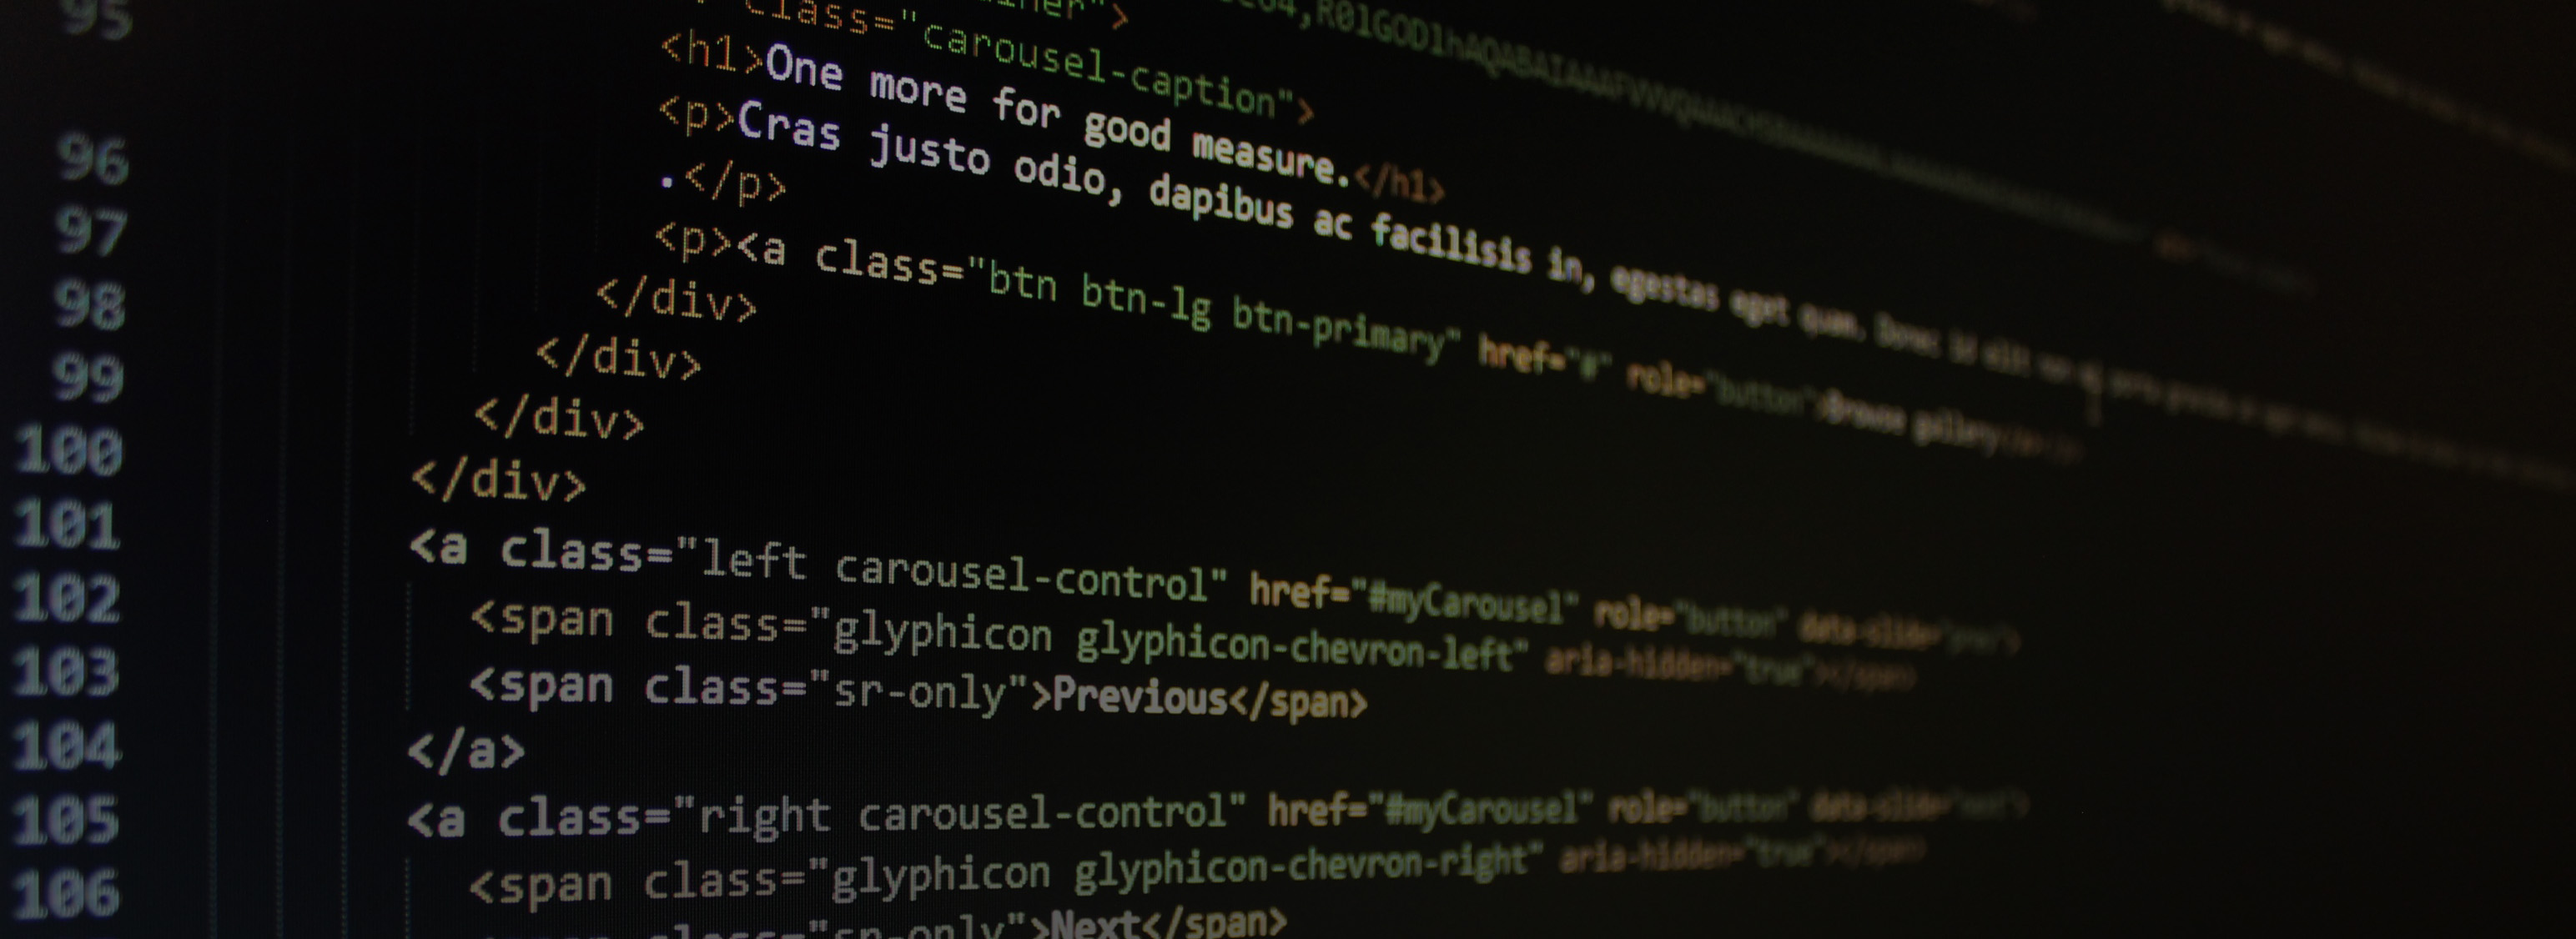 95
class="carousel-caption">
<h1>One more for good measure.</h1>
<p>Cras justo odio, dapibus ac facilisis in, egestas eget quam. Donec id elit non
96 .</p>
97 <p><a class="btn btn-lg btn-primary" href="#" role="button">Browse gallery
98 </div>
99 </div>
100 </div>
101 </div>
102 <a class="left carousel-control" href="#myCarousel" role="button" data-slide="prev">
103 <span class="glyphicon glyphicon-chevron-left" aria-hidden="true"></span>
104 <span class="sr-only">Previous</span>
</a>
105 <a class="right carousel-control" href="#myCarousel" role="button" data-slide="next">
106 <span class="glyphicon glyphicon-chevron-right" aria-hidden="true"></span>
class="sr-only">Next</span>